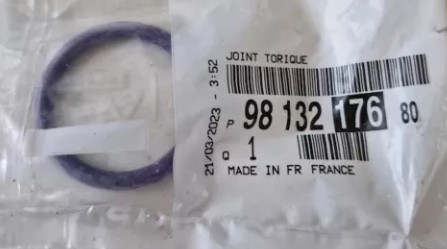 JOINT TORIQUE
P 98 132 176 80
Q 1
MADE IN FR FRANCE
21/03/2023 - 3:52